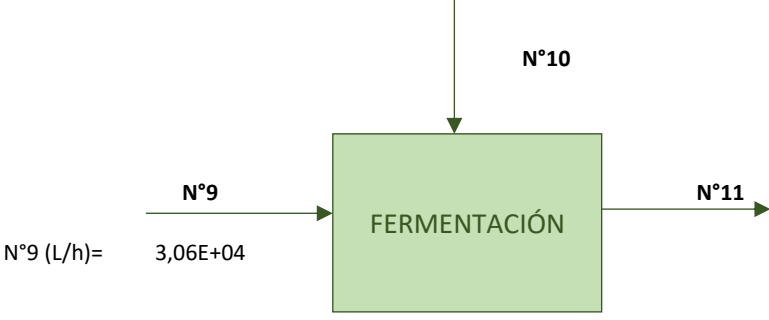 N°10
N°9
N°11
FERMENTACIÓN
N°9 (L/h)= 3,06E+04